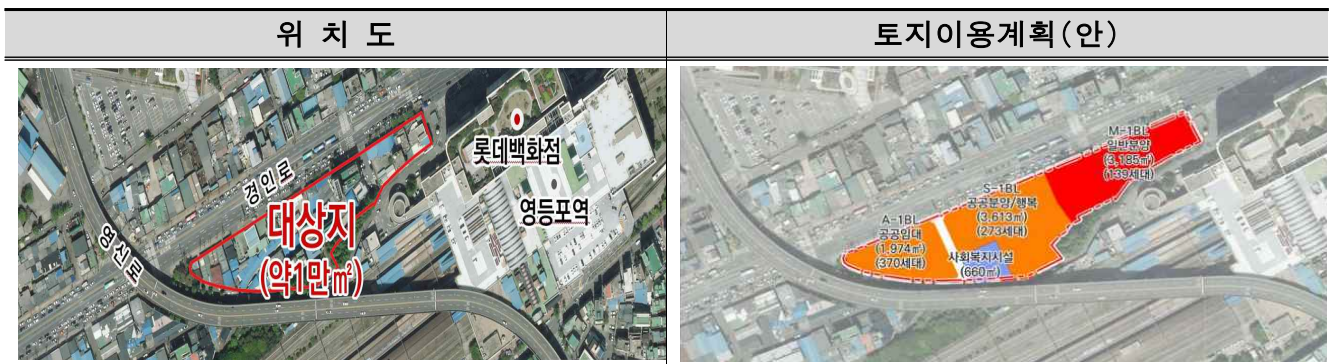 위 치 도
토지이용계획(안)
롯데백화점
경인로
영등포역
대상지
(약1만㎡)
영신로
M-1BL
일반분양
(3,185㎡)
(139세대)
S-1BL
공공분양/행복
(3,613㎡)
(273세대)
A-1BL
공공임대
(1,974㎡)
(370세대)
사회복지시설
(660㎡)